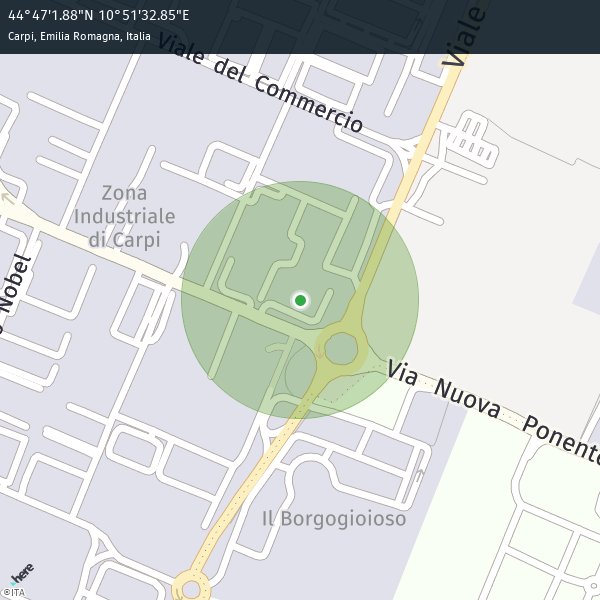 44°47'1.88"N 10°51'32.85"E
Carpi, Emilia Romagna, Italia
Viale
Viale del Commercio
Zona
Industriale
di Carpi
Nobel
Via Nuova Ponente
Il Borgogioioso
here
©ITA